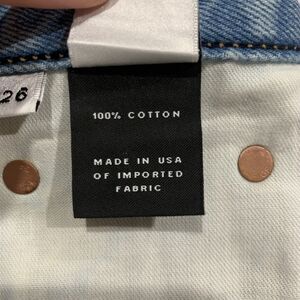 26
100% COTTON
MADE IN USA
OF IMPORTED
FABRIC